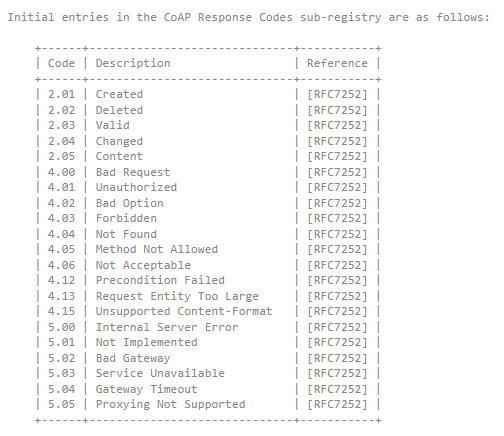 Initial entries in the CoAP Response Codes sub-registry are as follows:
+------+------------------------------+-----------+
| Code | Description                  | Reference |
+------+------------------------------+-----------+
| 2.01 | Created                      | [RFC7252] |
| 2.02 | Deleted                      | [RFC7252] |
| 2.03 | Valid                        | [RFC7252] |
| 2.04 | Changed                      | [RFC7252] |
| 2.05 | Content                      | [RFC7252] |
| 4.00 | Bad Request                  | [RFC7252] |
| 4.01 | Unauthorized                 | [RFC7252] |
| 4.02 | Bad Option                   | [RFC7252] |
| 4.03 | Forbidden                    | [RFC7252] |
| 4.04 | Not Found                    | [RFC7252] |
| 4.05 | Method Not Allowed           | [RFC7252] |
| 4.06 | Not Acceptable               | [RFC7252] |
| 4.12 | Precondition Failed          | [RFC7252] |
| 4.13 | Request Entity Too Large     | [RFC7252] |
| 4.15 | Unsupported Content-Format   | [RFC7252] |
| 5.00 | Internal Server Error        | [RFC7252] |
| 5.01 | Not Implemented              | [RFC7252] |
| 5.02 | Bad Gateway                  | [RFC7252] |
| 5.03 | Service Unavailable          | [RFC7252] |
| 5.04 | Gateway Timeout              | [RFC7252] |
| 5.05 | Proxying Not Supported       | [RFC7252] |
+------+------------------------------+-----------+